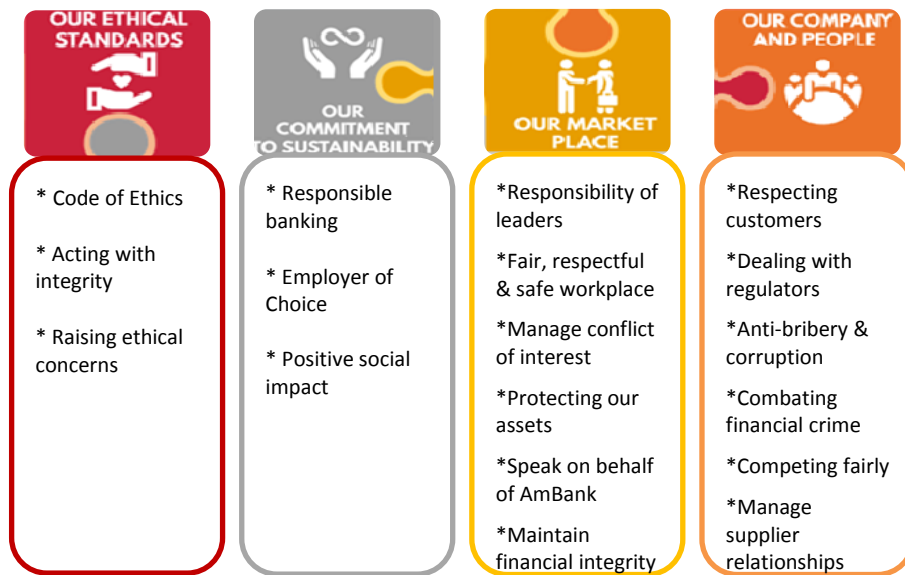 OUR ETHICAL
STANDARDS
* Code of Ethics
* Acting with
integrity
* Raising ethical
concerns
OUR
COMMITMENT
TO SUSTAINABILITY
* Responsible
banking
* Employer of
Choice
* Positive social
impact
OUR MARKET
PLACE
*Responsibility of
leaders
*Fair, respectful
& safe workplace
*Manage conflict
of interest
*Protecting our
assets
*Speak on behalf
of AmBank
*Maintain
financial integrity
OUR COMPANY
AND PEOPLE
*Respecting
customers
*Dealing with
regulators
*Anti-bribery &
corruption
*Combating
financial crime
*Competing fairly
*Manage
supplier
relationships